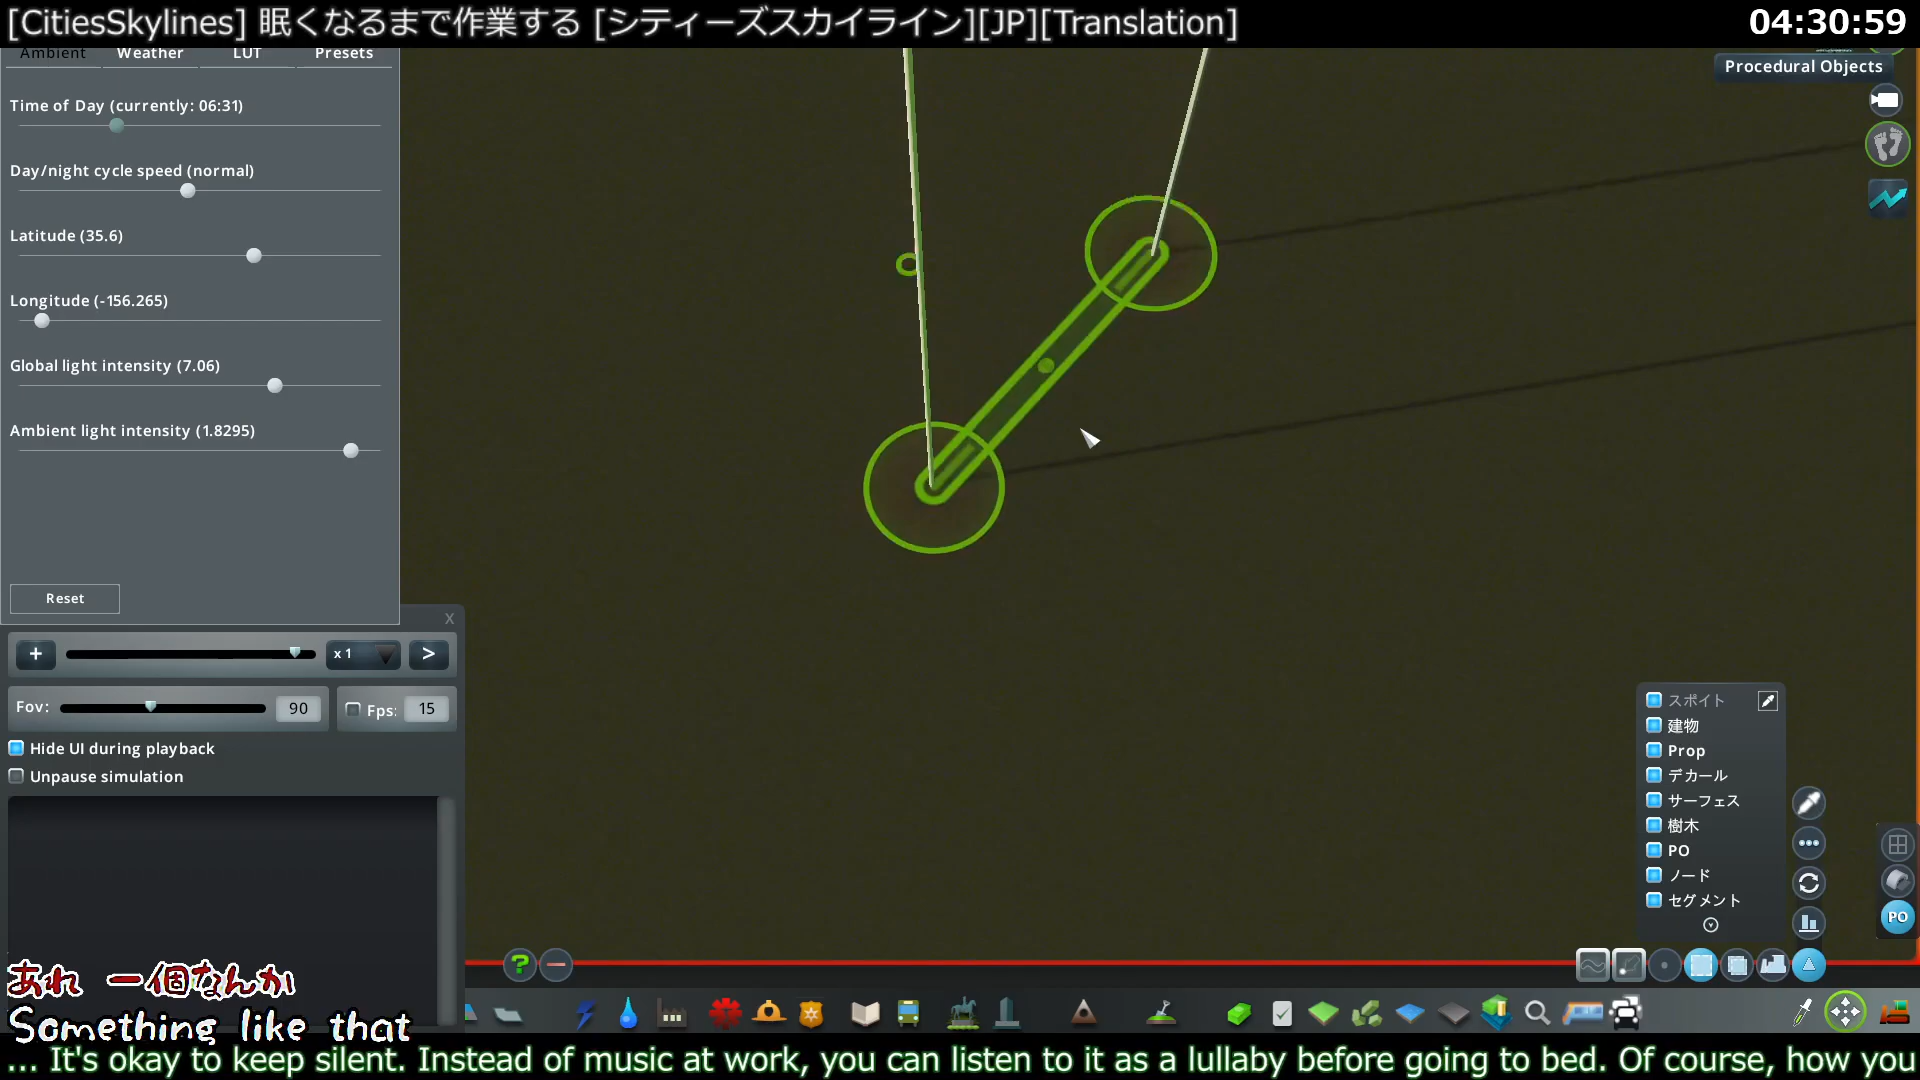 [CitiesSkylines] 眠くなるまで作業する [シティーズスカイライン][JP][Translation]
04:30:59
Ambient Weather LUT Presets
Procedural Objects
Time of Day (currently: 06:31)
Day/night cycle speed (normal)
Latitude (35.6)
Longitude (-156.265)
Global light intensity (7.06)
Ambient light intensity (1.8295)
Reset
X
+ x 1 >
Fov: 90 Fps: 15
Hide UI during playback
Unpause simulation
スポイト
建物
Prop
デカール
サーフェス
樹木
PO
ノード
セグメント
PO
?
あれ 一個なんか
Something like that
... It's okay to keep silent. Instead of music at work, you can listen to it as a lullaby before going to bed. Of course, how you